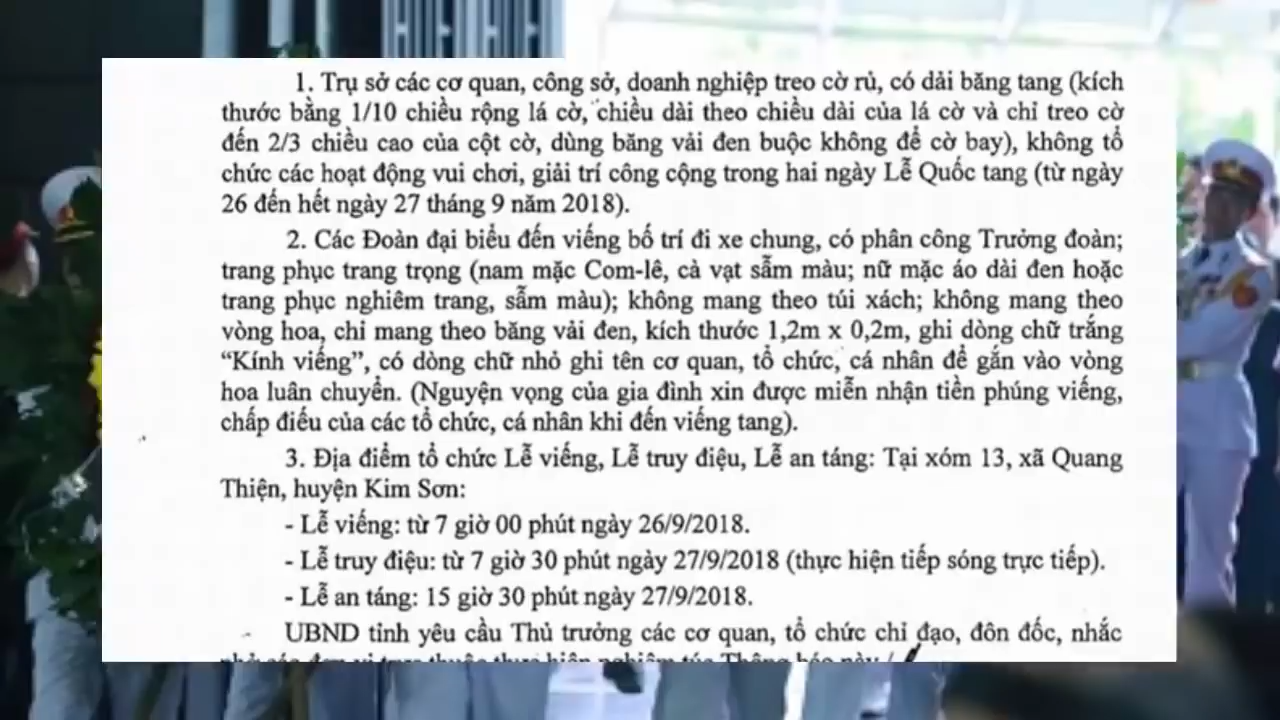 1. Trụ sở các cơ quan, công sở, doanh nghiệp treo cờ rủ, có dải băng tang (kích
thước bằng 1/10 chiều rộng lá cờ, chiều dài theo chiều dài của lá cờ và chỉ treo cờ
đến 2/3 chiều cao của cột cờ, dùng băng vải đen buộc không để cờ bay), không tổ
chức các hoạt động vui chơi, giải trí công cộng trong hai ngày Lễ Quốc tang (từ ngày
26 đến hết ngày 27 tháng 9 năm 2018).
2. Các Đoàn đại biểu đến viếng bố trí đi xe chung, có phân công Trưởng đoàn;
trang phục trang trọng (nam mặc Com-lê, cà vạt sẫm màu; nữ mặc áo dài đen hoặc
trang phục nghiêm trang, sẫm màu); không mang theo túi xách; không mang theo
vòng hoa, chỉ mang theo băng vải đen, kích thước 1,2m x 0,2m, ghi dòng chữ trắng
“Kính viếng”, có dòng chữ nhỏ ghi tên cơ quan, tổ chức, cá nhân để gắn vào vòng
hoa luân chuyển. (Nguyện vọng của gia đình xin được miễn nhận tiền phúng viếng,
chấp điếu của các tổ chức, cá nhân khi đến viếng tang).
3. Địa điểm tổ chức Lễ viếng, Lễ truy điệu, Lễ an táng: Tại xóm 13, xã Quang
Thiện, huyện Kim Sơn:
- Lễ viếng: từ 7 giờ 00 phút ngày 26/9/2018.
- Lễ truy điệu: từ 7 giờ 30 phút ngày 27/9/2018 (thực hiện tiếp sóng trực tiếp).
- Lễ an táng: 15 giờ 30 phút ngày 27/9/2018.
UBND tỉnh yêu cầu Thủ trưởng các cơ quan, tổ chức chỉ đạo, đôn đốc, nhắc